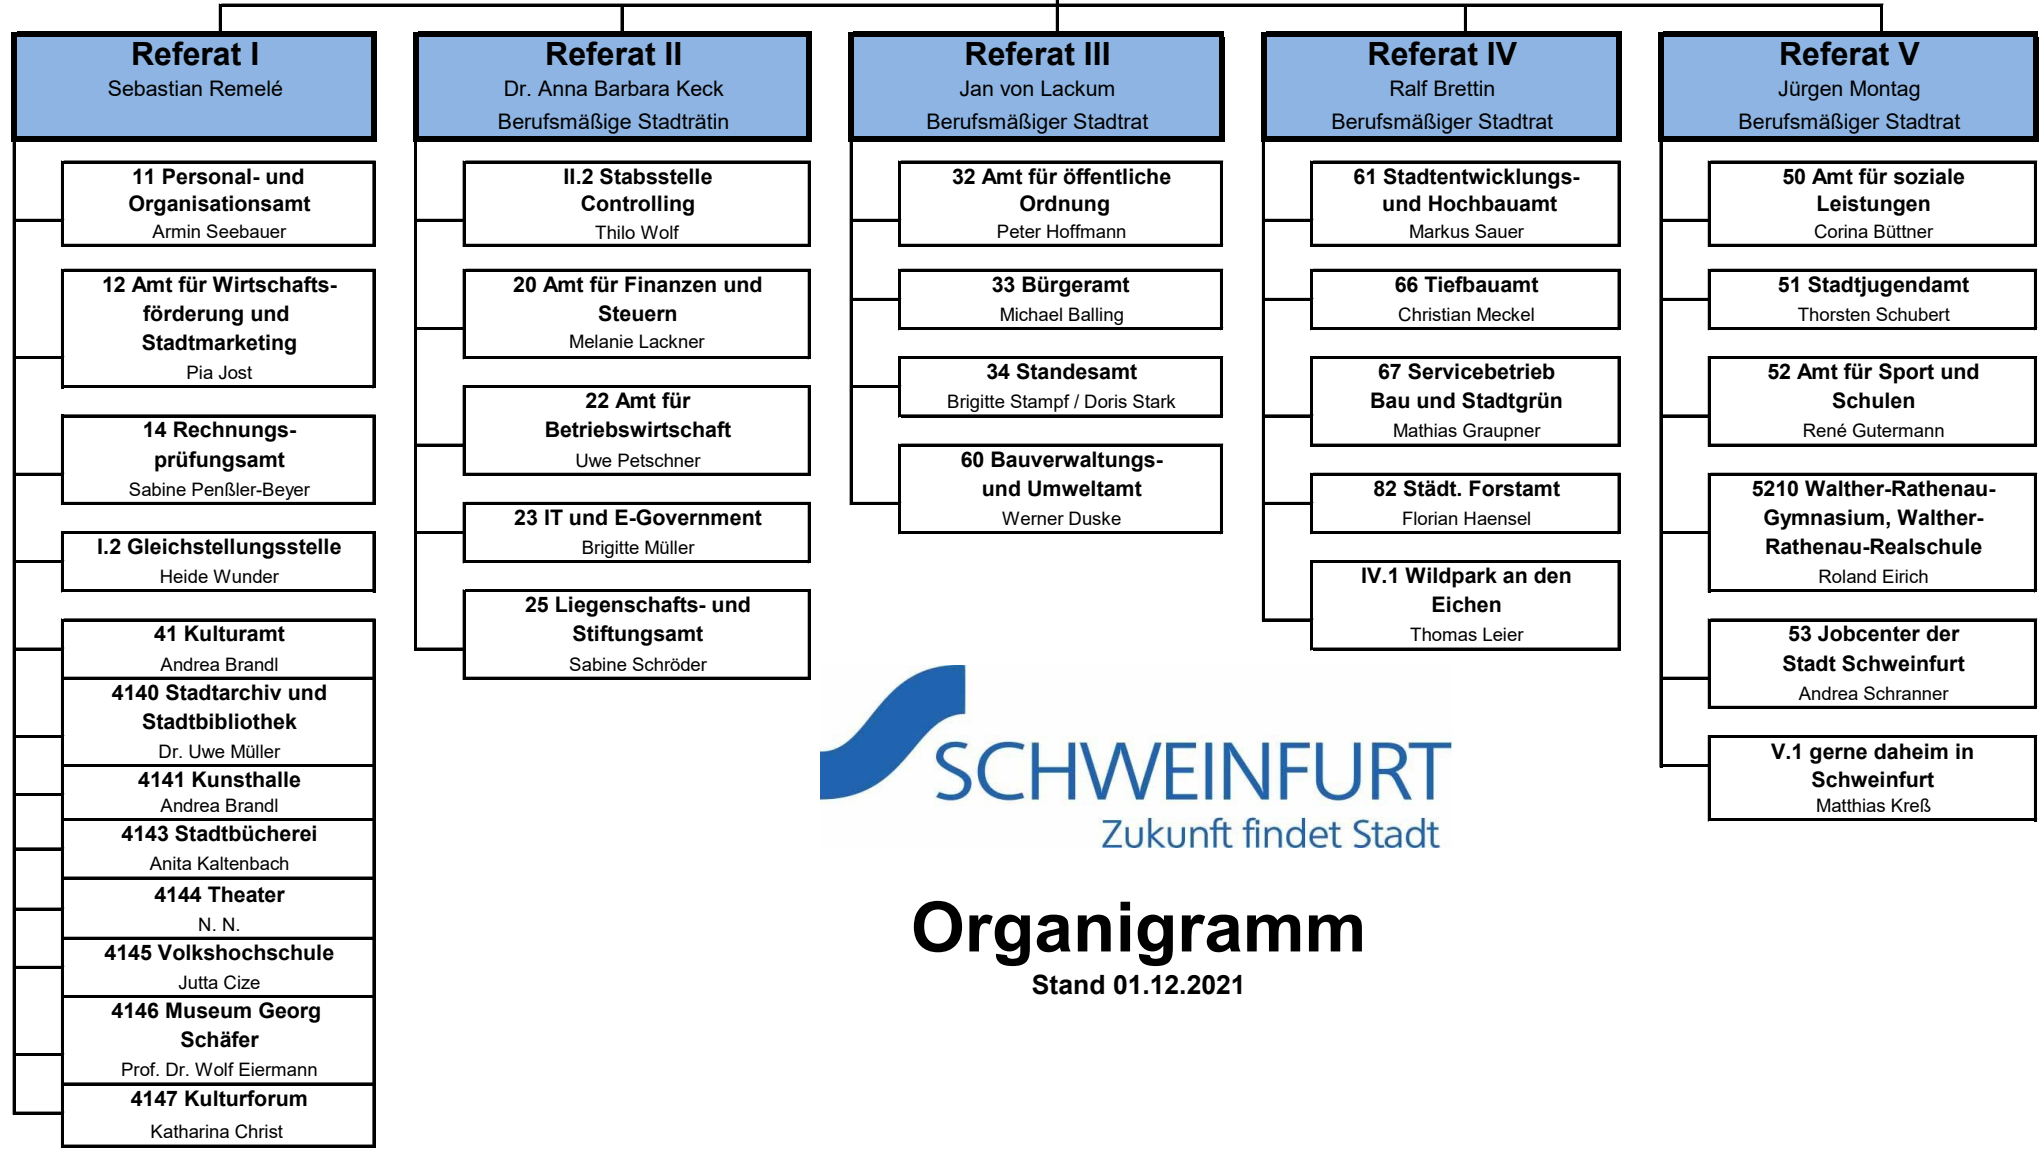 Referat I
Sebastian Remelé
11 Personal- und
Organisationsamt
Armin Seebauer
12 Amt für Wirtschafts-
förderung und
Stadtmarketing
Pia Jost
14 Rechnungs-
prüfungsamt
Sabine Penßler-Beyer
I.2 Gleichstellungsstelle
Heide Wunder
41 Kulturamt
Andrea Brandl
4140 Stadtarchiv und
Stadtbibliothek
Dr. Uwe Müller
4141 Kunsthalle
Andrea Brandl
4143 Stadtbücherei
Anita Kaltenbach
4144 Theater
N. N.
4145 Volkshochschule
Jutta Cize
4146 Museum Georg
Schäfer
Prof. Dr. Wolf Eiermann
4147 Kulturforum
Katharina Christ
Referat II
Dr. Anna Barbara Keck
Berufsmäßige Stadträtin
II.2 Stabsstelle
Controlling
Thilo Wolf
20 Amt für Finanzen und
Steuern
Melanie Lackner
22 Amt für
Betriebswirtschaft
Uwe Petschner
23 IT und E-Government
Brigitte Müller
25 Liegenschafts- und
Stiftungsamt
Sabine Schröder
Referat III
Jan von Lackum
Berufsmäßiger Stadtrat
32 Amt für öffentliche
Ordnung
Peter Hoffmann
33 Bürgeramt
Michael Balling
34 Standesamt
Brigitte Stampf / Doris Stark
60 Bauverwaltungs-
und Umweltamt
Werner Duske
Referat IV
Ralf Brettin
Berufsmäßiger Stadtrat
61 Stadtentwicklungs-
und Hochbauamt
Markus Sauer
66 Tiefbauamt
Christian Meckel
67 Servicebetrieb
Bau und Stadtgrün
Mathias Graupner
82 Städt. Forstamt
Florian Haensel
IV.1 Wildpark an den
Eichen
Thomas Leier
Referat V
Jürgen Montag
Berufsmäßiger Stadtrat
50 Amt für soziale
Leistungen
Corina Büttner
51 Stadtjugendamt
Thorsten Schubert
52 Amt für Sport und
Schulen
René Gutermann
5210 Walther-Rathenau-
Gymnasium, Walther-
Rathenau-Realschule
Roland Eirich
53 Jobcenter der
Stadt Schweinfurt
Andrea Schranner
V.1 gerne daheim in
Schweinfurt
Matthias Kreß
SCHWEINFURT
Zukunft findet Stadt
Organigramm
Stand 01.12.2021